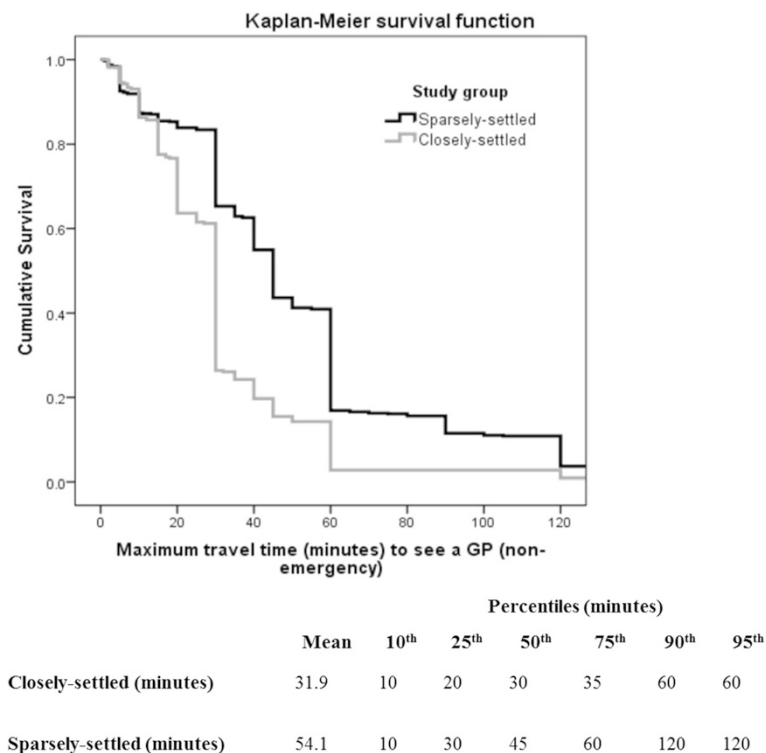 Kaplan-Meier survival function
1.0
0.8
0.6
0.4
0.2
0.0
Cumulative Survival
Study group
Sparsely-settled
Closely-settled
0 20 40 60 80 100 120
Maximum travel time (minutes) to see a GP (non-
emergency)
Percentiles (minutes)
Mean 10th 25th 50th 75th 90th 95th
Closely-settled (minutes) 31.9 10 20 30 35 60 60
Sparsely-settled (minutes) 54.1 10 30 45 60 120 120